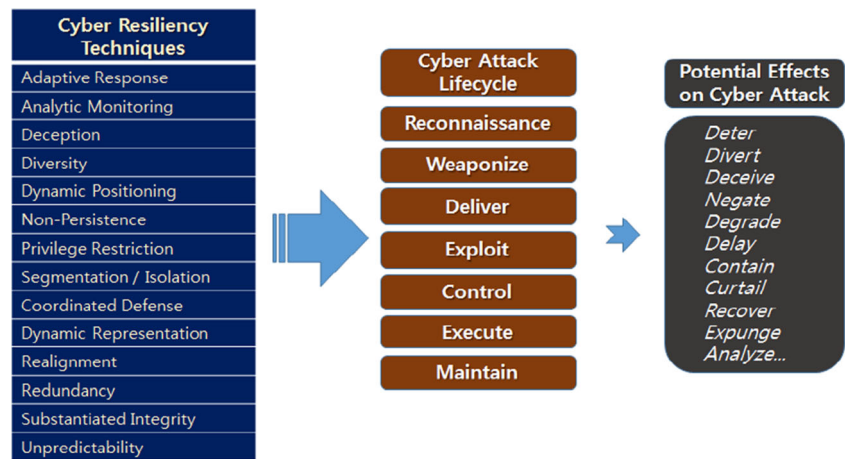 Cyber Resiliency
Techniques
Adaptive Response
Analytic Monitoring
Deception
Diversity
Dynamic Positioning
Non-Persistence
Privilege Restriction
Segmentation / Isolation
Coordinated Defense
Dynamic Representation
Realignment
Redundancy
Substantiated Integrity
Unpredictability
Cyber Attack
Lifecycle
Reconnaissance
Weaponize
Deliver
Exploit
Control
Execute
Maintain
Potential Effects
on Cyber Attack
Deter
Divert
Deceive
Negate
Degrade
Delay
Contain
Curtail
Recover
Expunge
Analyze...